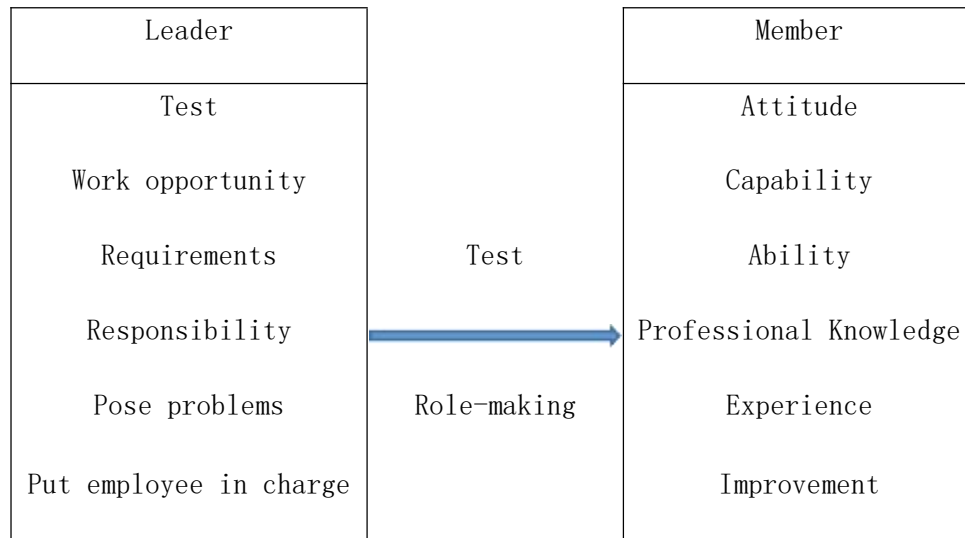 Leader
Member
Test
Attitude
Work opportunity
Capability
Requirements
Test
Ability
Responsibility
Professional Knowledge
Pose problems
Role-making
Experience
Put employee in charge
Improvement